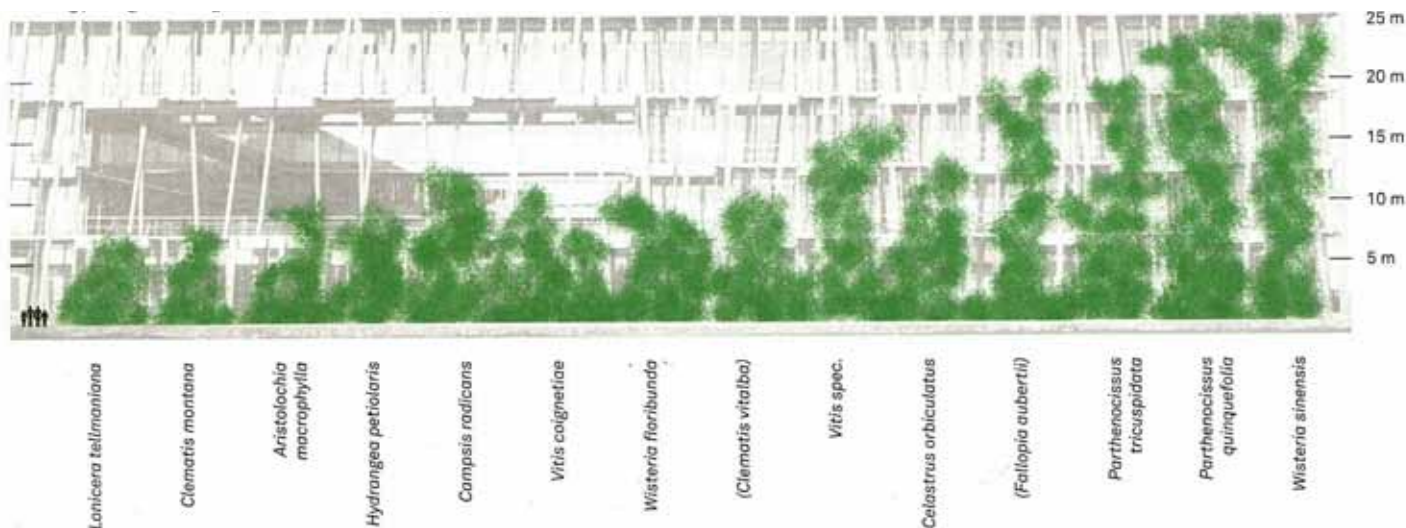 25 m
20 m
15 m
10 m
5 m
Lonicera tellmaniana
Clematis montana
Aristolochia
macrophylla
Hydrangea petiolaris
Campsis radicans
Vitis coignetiae
Wisteria floribunda
(Clematis vitalba)
Vitis spec.
Celastrus orbiculatus
(Fallopia aubertii)
Parthenocissus
tricuspidata
Parthenocissus
quinquefolia
Wisteria sinensis